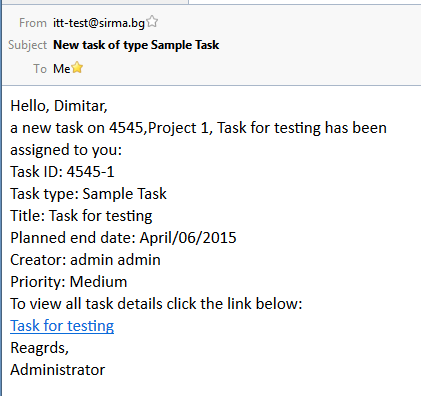 From itt-test@sirma.bg
Subject New task of type Sample Task
To Me
Hello, Dimitar,
a new task on 4545,Project 1, Task for testing has been
assigned to you:
Task ID: 4545-1
Task type: Sample Task
Title: Task for testing
Planned end date: April/06/2015
Creator: admin admin
Priority: Medium
To view all task details click the link below:
Task for testing
Reagrds,
Administrator